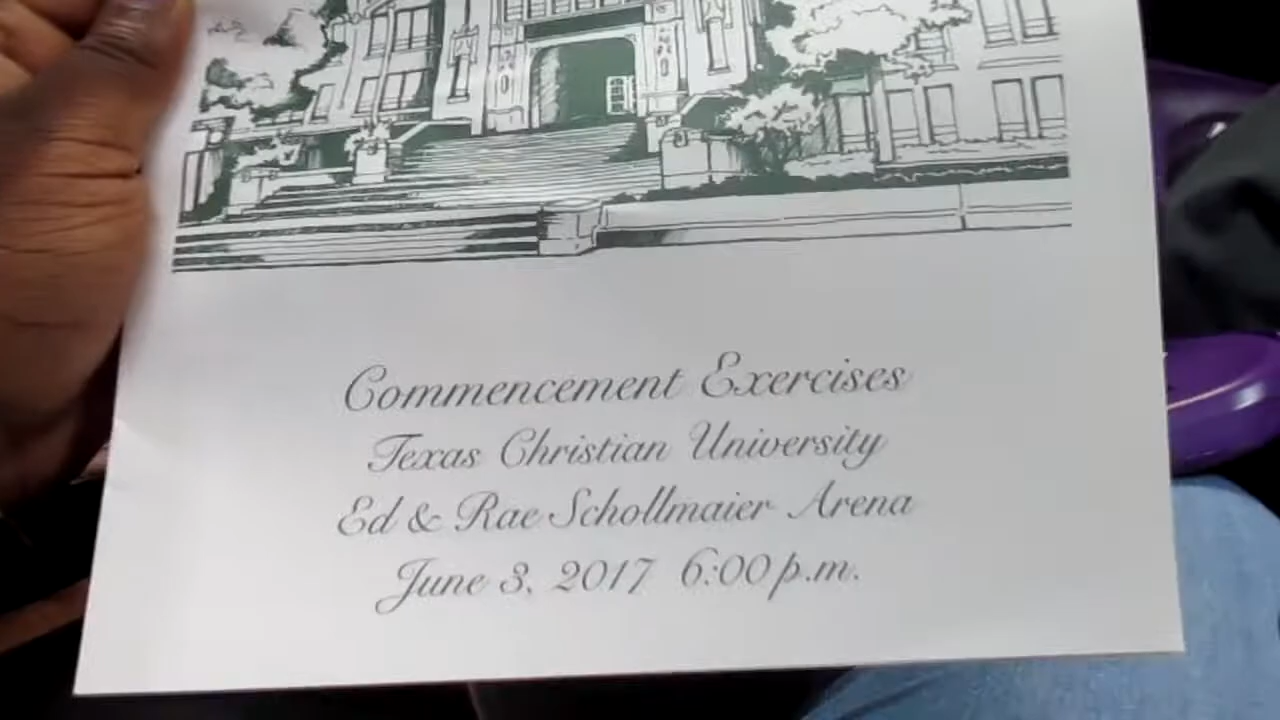 Commencement Exercises
Texas Christian University
Ed & Rae Schollmaier Arena
June 3, 2017 6:00 p.m.